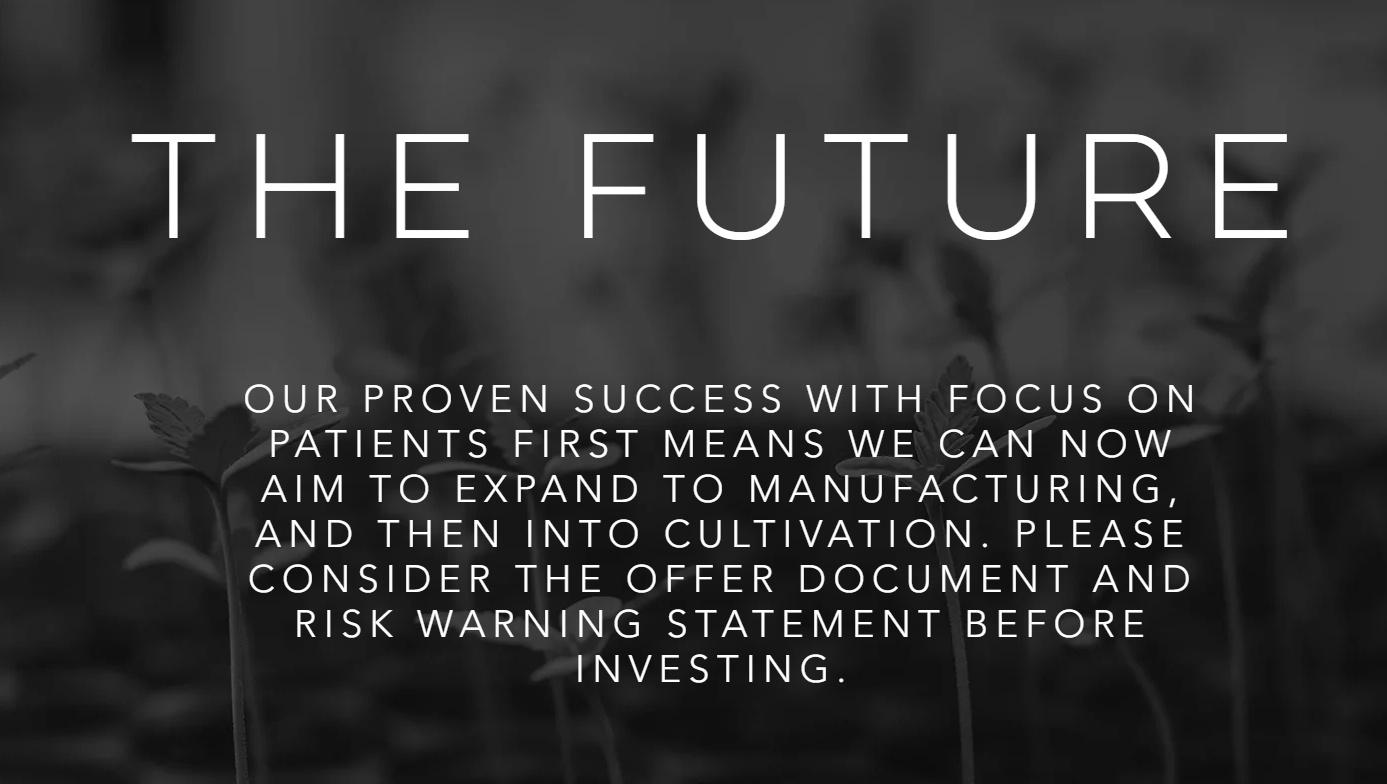 THE FUTURE
OUR PROVEN SUCCESS WITH FOCUS ON
PATIENTS FIRST MEANS WE CAN NOW
AIM TO EXPAND TO MANUFACTURING,
AND THEN INTO CULTIVATION. PLEASE
CONSIDER THE OFFER DOCUMENT AND
RISK WARNING STATEMENT BEFORE
INVESTING.